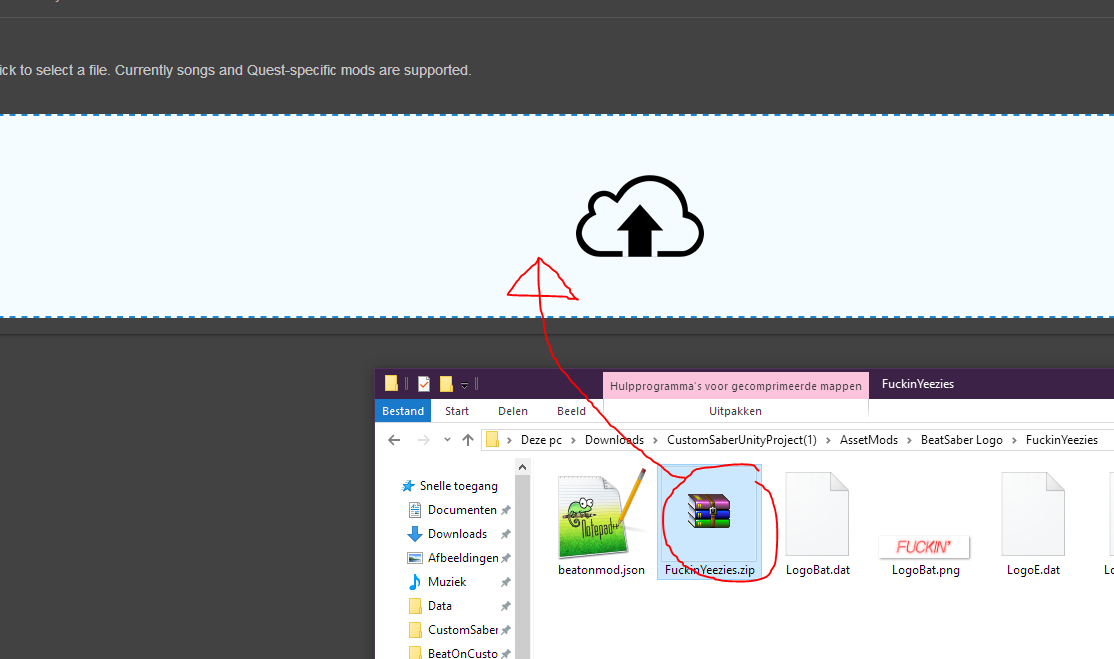 ick to select a file. Currently songs and Quest-specific mods are supported.
Hulpprogramma's voor gecomprimeerde mappen
FuckinYeezies
Bestand Start Delen Beeld Uitpakken
Deze pc > Downloads > CustomSaberUnityProject(1) > AssetMods > BeatSaber Logo > FuckinYeezies
Snelle toegang
Documenten
Downloads
Afbeeldingen
Muziek
Data
CustomSaber
BeatOnCusto
Notepad++
FUCKIN'
beatonmod.json FuckinYeezies.zip LogoBat.dat LogoBat.png LogoE.dat